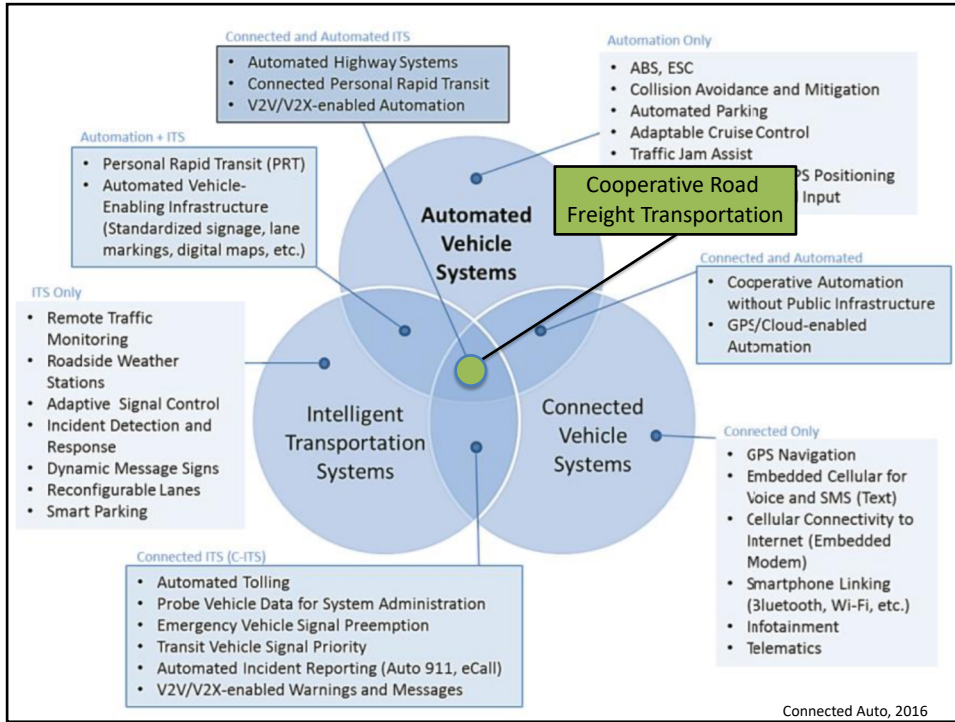 Connected and Automated ITS
• Automated Highway Systems
• Connected Personal Rapid Transit
• V2V/V2X-enabled Automation
Automation Only
• ABS, ESC
• Collision Avoidance and Mitigation
• Automated Parking
• Adaptable Cruise Control
• Traffic Jam Assist
PS Positioning
Input
Cooperative Road
Freight Transportation
Automation + ITS
• Personal Rapid Transit (PRT)
• Automated Vehicle-
Enabling Infrastructure
(Standardized signage, lane
markings, digital maps, etc.)
Automated
Vehicle
Systems
Connected and Automated
• Cooperative Automation
without Public Infrastructure
• GPS/Cloud-enabled
Automation
ITS Only
• Remote Traffic
Monitoring
• Roadside Weather
Stations
• Adaptive Signal Control
• Incident Detection and
Response
• Dynamic Message Signs
• Reconfigurable Lanes
• Smart Parking
Intelligent
Transportation
Systems
Connected
Vehicle
Systems
Connected Only
• GPS Navigation
• Embedded Cellular for
Voice and SMS (Text)
• Cellular Connectivity to
Internet (Embedded
Modem)
• Smartphone Linking
(Bluetooth, Wi-Fi, etc.)
• Infotainment
• Telematics
Connected ITS (C-ITS)
• Automated Tolling
• Probe Vehicle Data for System Administration
• Emergency Vehicle Signal Preemption
• Transit Vehicle Signal Priority
• Automated Incident Reporting (Auto 911, eCall)
• V2V/V2X-enabled Warnings and Messages
Connected Auto, 2016